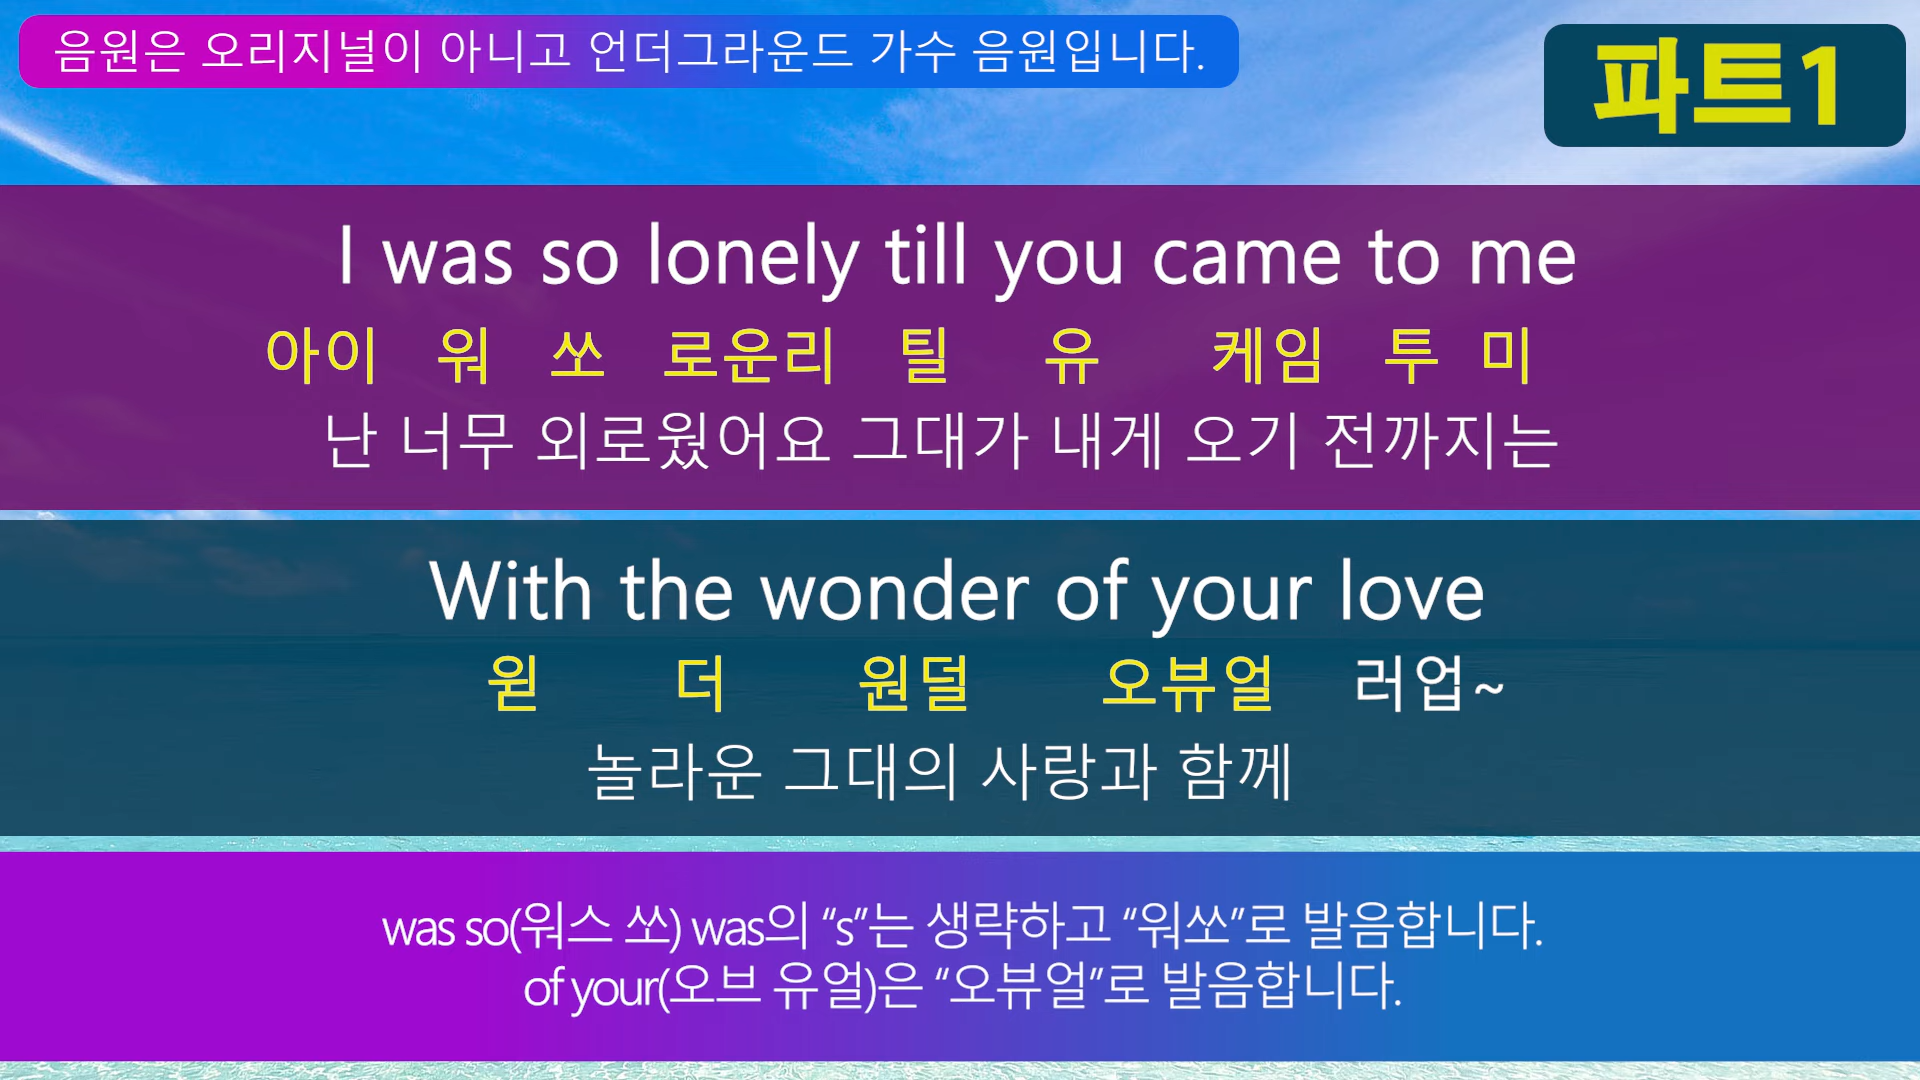 음원은 오리지널이 아니고 언더그라운드 가수 음원입니다.
파트1
I was so lonely till you came to me
아이 워 쏘 로운리 틸 유 케임 투 미
난 너무 외로웠어요 그대가 내게 오기 전까지는
With the wonder of your love
윋 더 원덜 오뷰얼 러업~
놀라운 그대의 사랑과 함께
was so(워스 쏘) was의 “s”는 생략하고 “워쏘”로 발음합니다.
of your(오브 유얼)은 “오뷰얼”로 발음합니다.